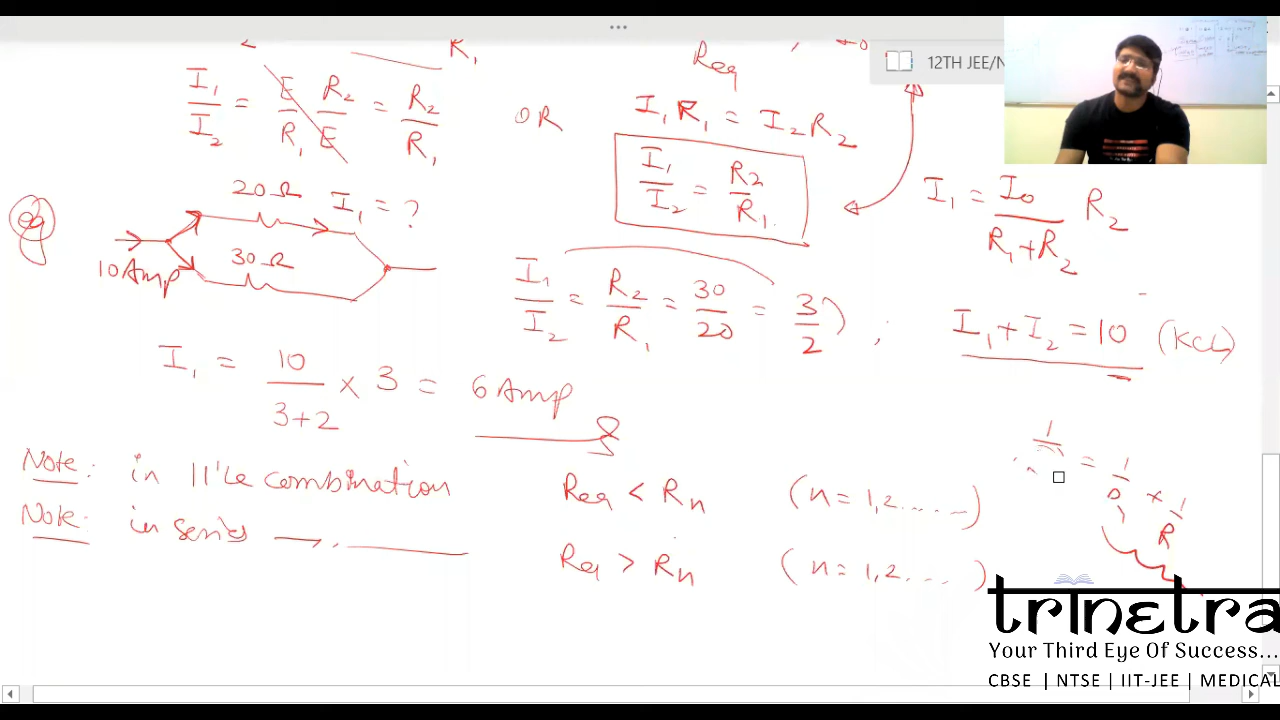 R₁
Req
12TH JEE/N
I₁/I₂ = E/R₁ R₂/E = R₂/R₁
OR
I₁R₁ = I₂R₂
I₁/I₂ = R₂/R₁
I₁ = I₀/(R₁+R₂) R₂
eg
20Ω
I₁ = ?
30Ω
10 Amp
I₁/I₂ = R₂/R₁ = 30/20 = 3/2) ;
I₁+I₂ = 10 (KCL)
I₁ = 10/(3+2) × 3 = 6 Amp
Note: in ll'le combination Req < Rn (n = 1,2......)
Note: in series Req > Rn (n = 1,2.....)
trinetra
Your Third Eye Of Success...
CBSE | NTSE | IIT-JEE | MEDICAL